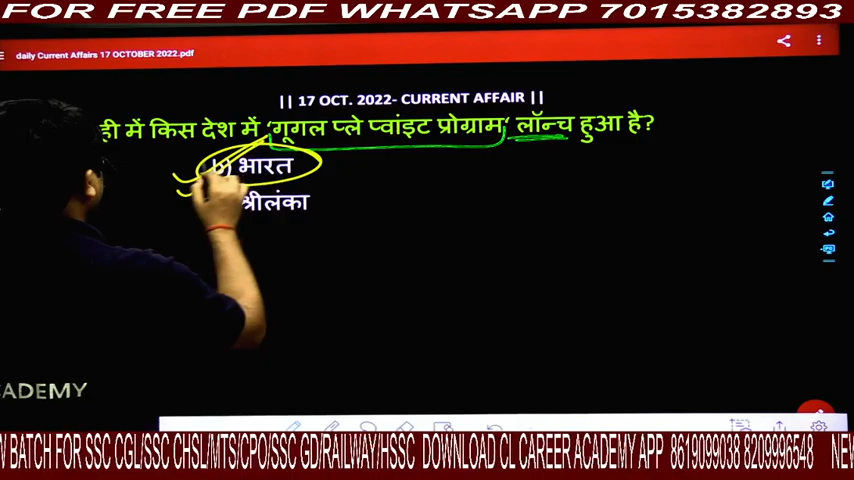 FOR FREE PDF WHATSAPP 7015382893
daily Current Affairs 17 OCTOBER 2022.pdf
|| 17 OCT. 2022- CURRENT AFFAIR ||
ही में किस देश में ‘गूगल प्ले प्वांइट प्रोग्राम‘ लॉन्च हुआ है?
b) भारत
श्रीलंका
ADEMY
BATCH FOR SSC CGL/SSC CHSL/MTS/CPO/SSC GD/RAILWAY/HSSC DOWNLOAD CL CAREER ACADEMY APP 8619099038 8209996548